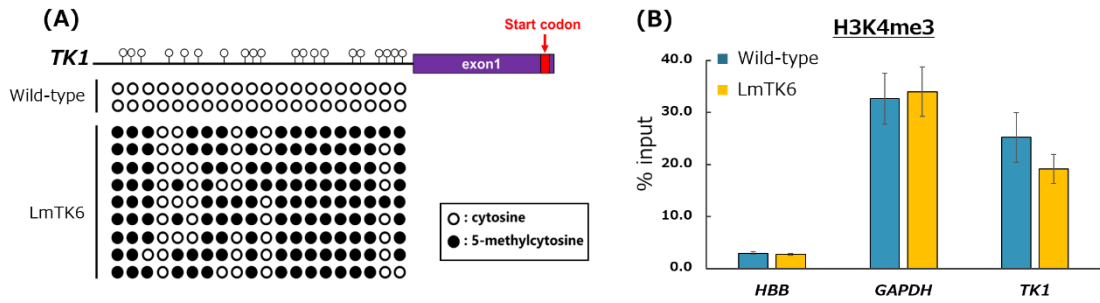 (A)
Start codon
TK1
exon1
Wild-type
LmTK6
: cytosine
: 5-methylcytosine
(B)
H3K4me3
Wild-type
LmTK6
% input
40.0
30.0
20.0
10.0
0.0
HBB
GAPDH
TK1